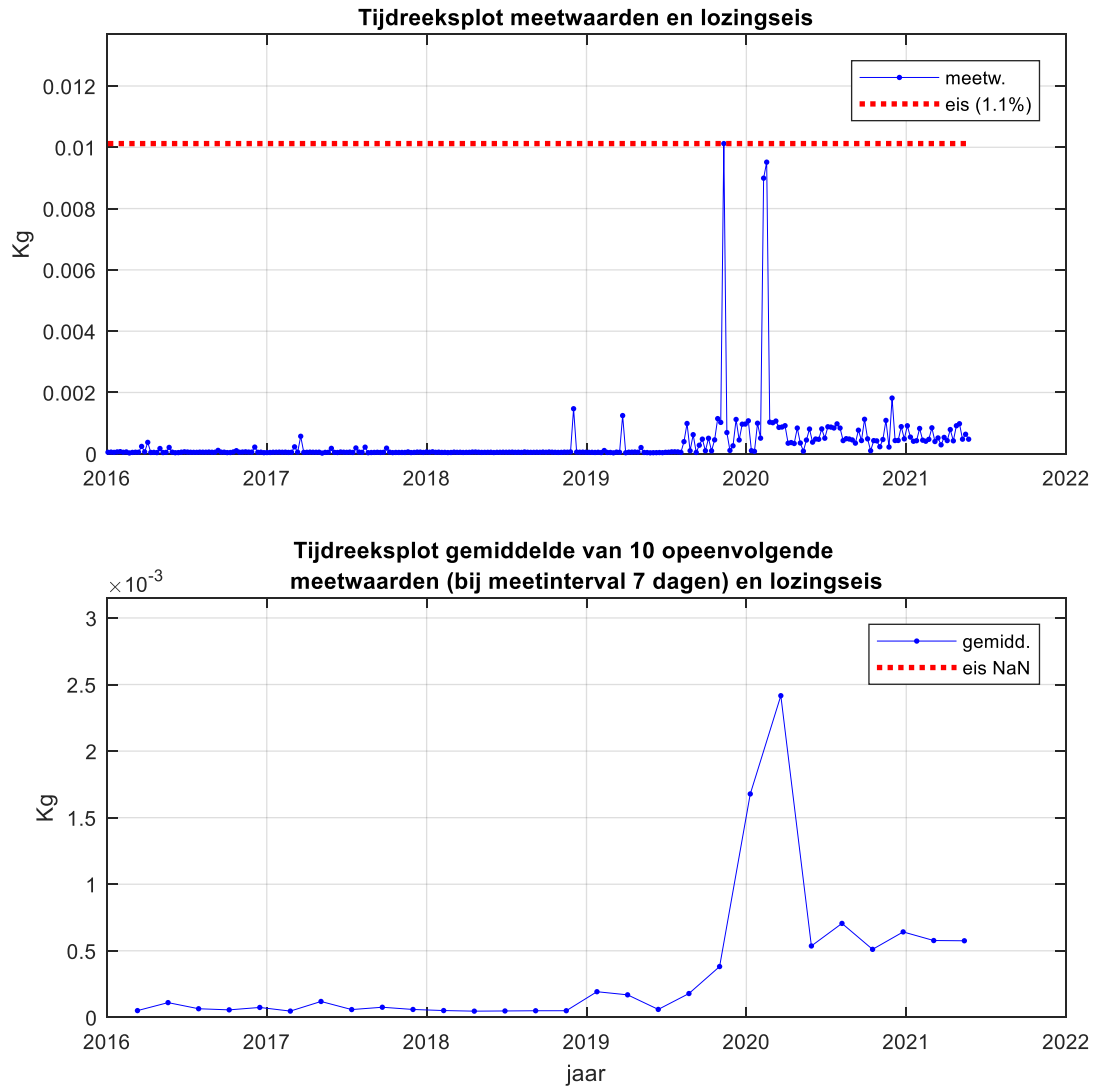 Tijdreeksplot meetwaarden en lozingseis
meetw.
eis (1.1%)
0.012
0.01
0.008
0.006
0.004
0.002
0
Kg
2016 2017 2018 2019 2020 2021 2022
Tijdreeksplot gemiddelde van 10 opeenvolgende
meetwaarden (bij meetinterval 7 dagen) en lozingseis
×10-3
gemidd.
eis NaN
3
2.5
2
1.5
1
0.5
0
Kg
2016 2017 2018 2019 2020 2021 2022
jaar